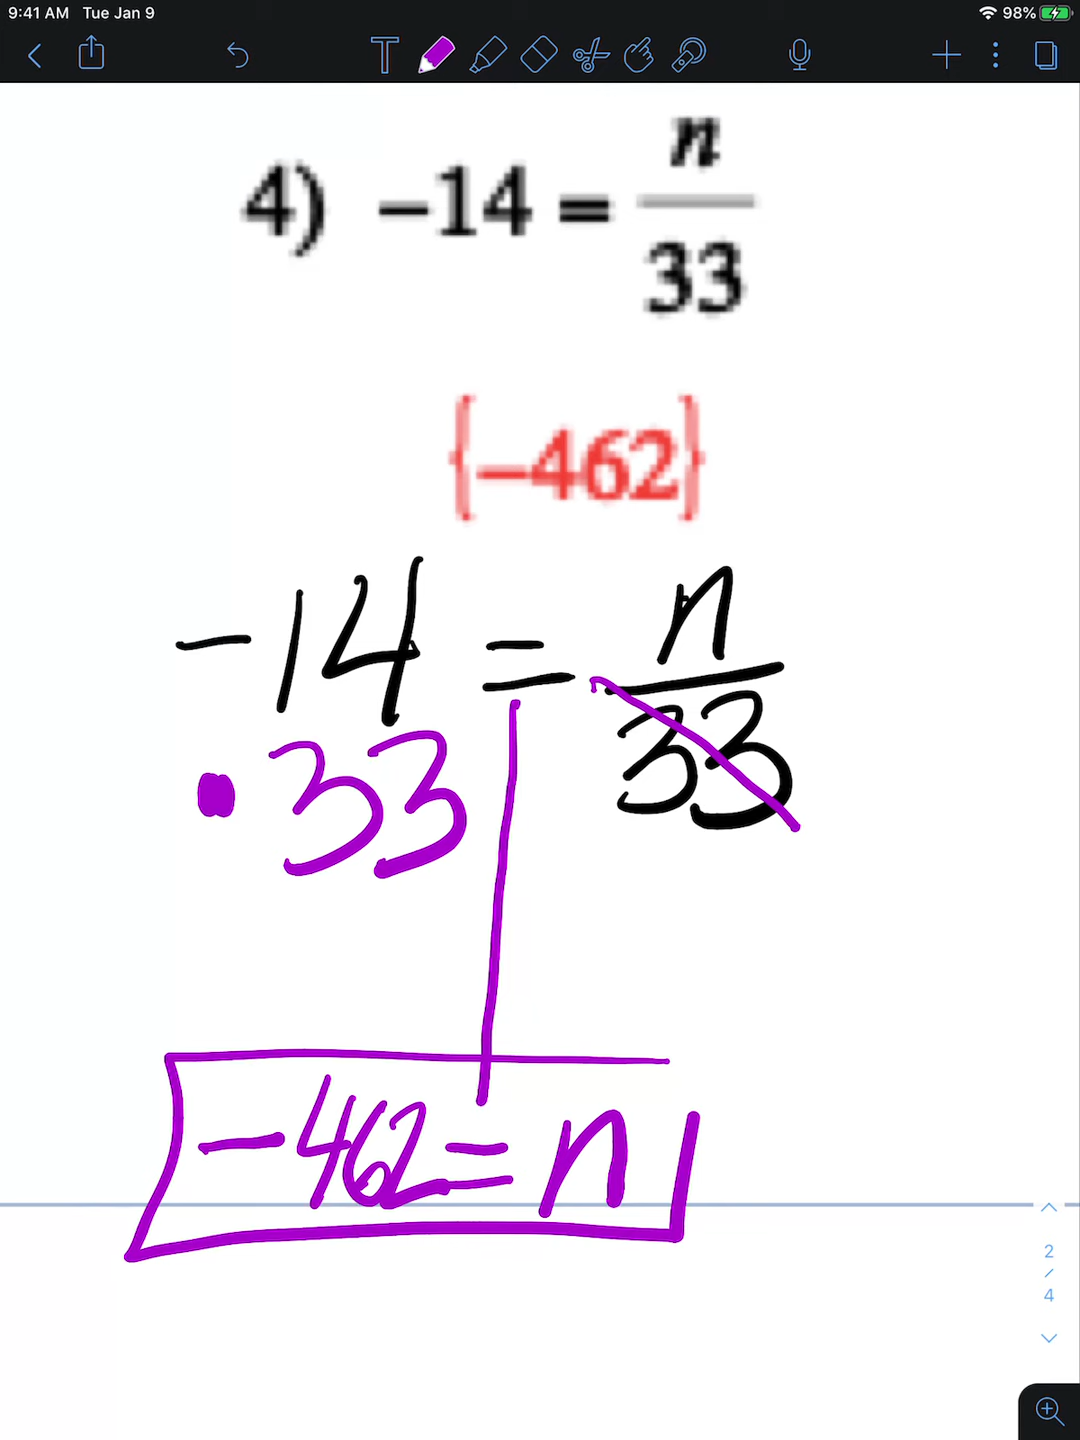 9:41 AM Tue Jan 9 98%
T
4) -14 = n/33
{-462}
-14 = n/33
· 33
-462 = n
2
/
4